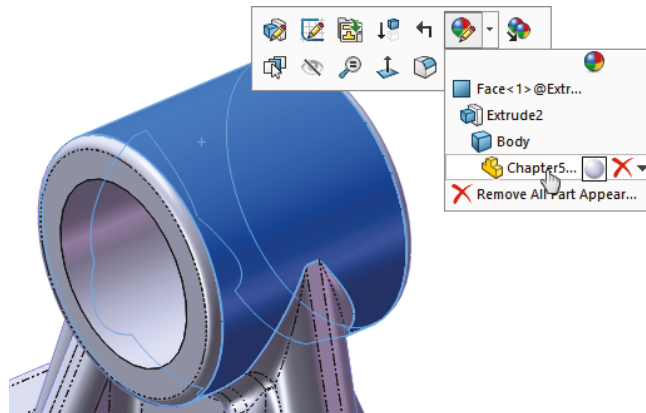 Face<1>@Extr...
Extrude2
Body
Chapter5...
Remove All Part Appear...